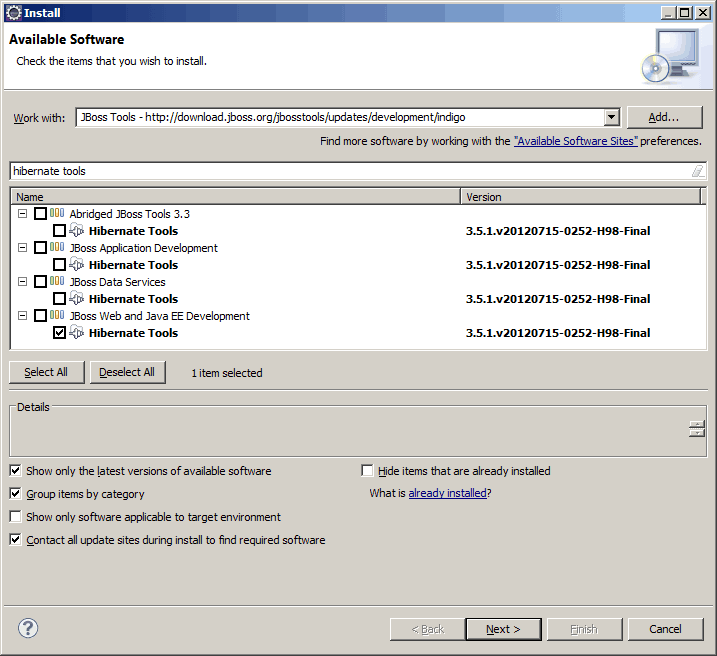 Install
Available Software
Check the items that you wish to install.
Work with: JBoss Tools - http://download.jboss.org/jbosstools/updates/development/indigo Add...
Find more software by working with the "Available Software Sites" preferences.
hibernate tools
Name Version
Abridged JBoss Tools 3.3
Hibernate Tools 3.5.1.v20120715-0252-H98-Final
JBoss Application Development
Hibernate Tools 3.5.1.v20120715-0252-H98-Final
JBoss Data Services
Hibernate Tools 3.5.1.v20120715-0252-H98-Final
JBoss Web and Java EE Development
Hibernate Tools 3.5.1.v20120715-0252-H98-Final
Select All Deselect All 1 item selected
Details
Show only the latest versions of available software Hide items that are already installed
Group items by category What is already installed?
Show only software applicable to target environment
Contact all update sites during install to find required software
? < Back Next > Finish Cancel